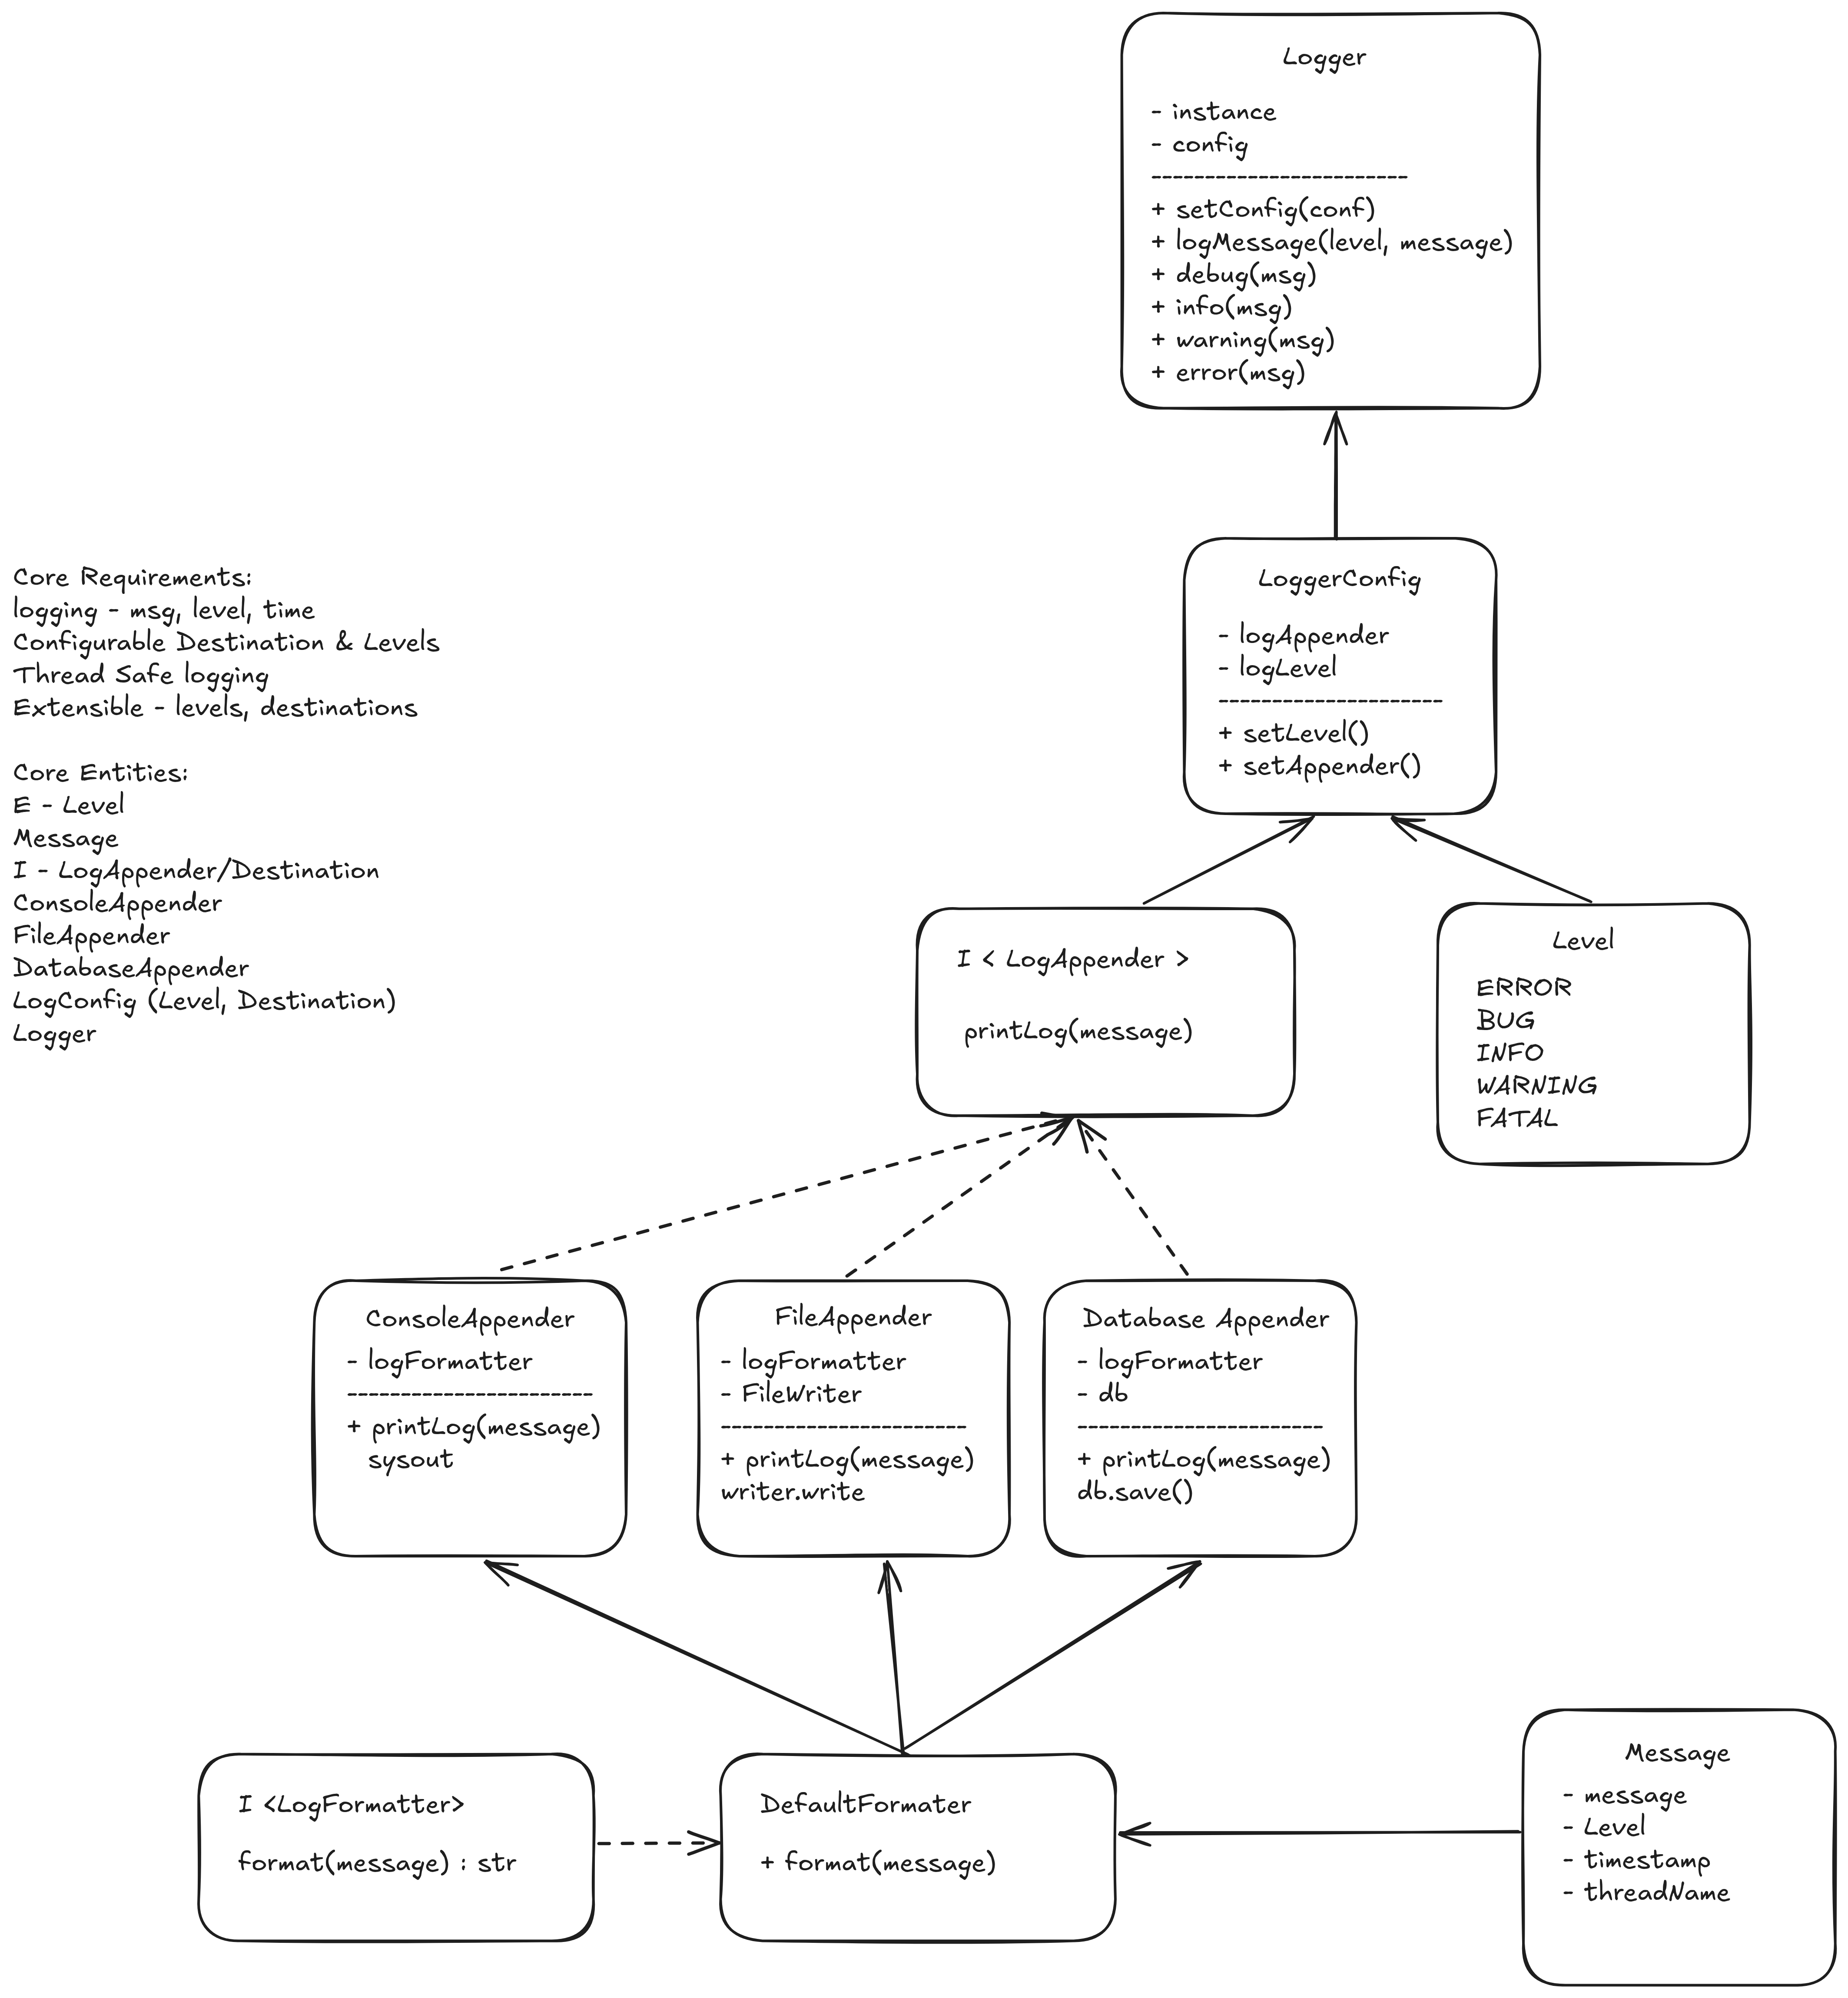 Logger
- instance
- config
------------------------
+ setConfig(conf)
+ logMessage(level, message)
+ debug(msg)
+ info(msg)
+ warning(msg)
+ error(msg)
LoggerConfig
- logAppender
- logLevel
---------------------
+ setLevel()
+ setAppender()
Core Requirements:
logging - msg, level, time
Configurable Destination & Levels
Thread Safe logging
Extensible - levels, destinations
Core Entities:
E - Level
Message
I - LogAppender/Destination
ConsoleAppender
FileAppender
DatabaseAppender
LogConfig (Level, Destination)
Logger
I < LogAppender >
printLog(message)
Level
ERROR
BUG
INFO
WARNING
FATAL
ConsoleAppender
- logFormatter
-----------------------
+ printLog(message)
sysout
FileAppender
- logFormatter
- FileWriter
-----------------------
+ printLog(message)
writer.write
Database Appender
- logFormatter
- db
-----------------------
+ printLog(message)
db.save()
I <LogFormatter>
format(message) : str
DefaultFormater
+ format(message)
Message
- message
- Level
- timestamp
- threadName